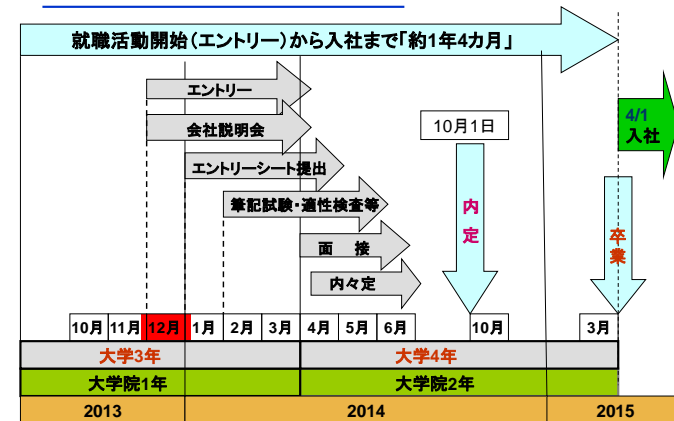 就職活動開始（エントリー）から入社まで「約1年4カ月」
エントリー
会社説明会
10月1日
4/1
入社
エントリーシート提出
筆記試験・適性検査等
内定
卒業
面 接
内々定
10月 11月 12月 1月 2月 3月 4月 5月 6月 10月 3月
大学3年 大学4年
大学院1年 大学院2年
2013 2014 2015